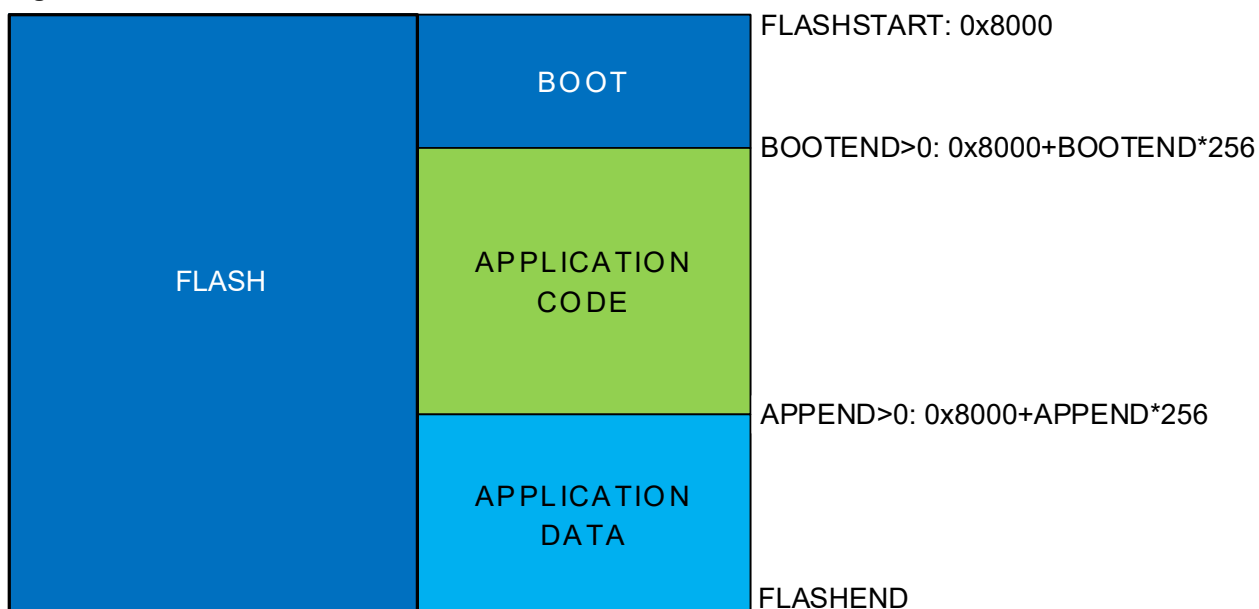 FLASHSTART: 0x8000
BOOT
BOOTEND>0: 0x8000+BOOTEND*256
FLASH
APPLICATION
CODE
APPEND>0: 0x8000+APPEND*256
APPLICATION
DATA
FLASHEND